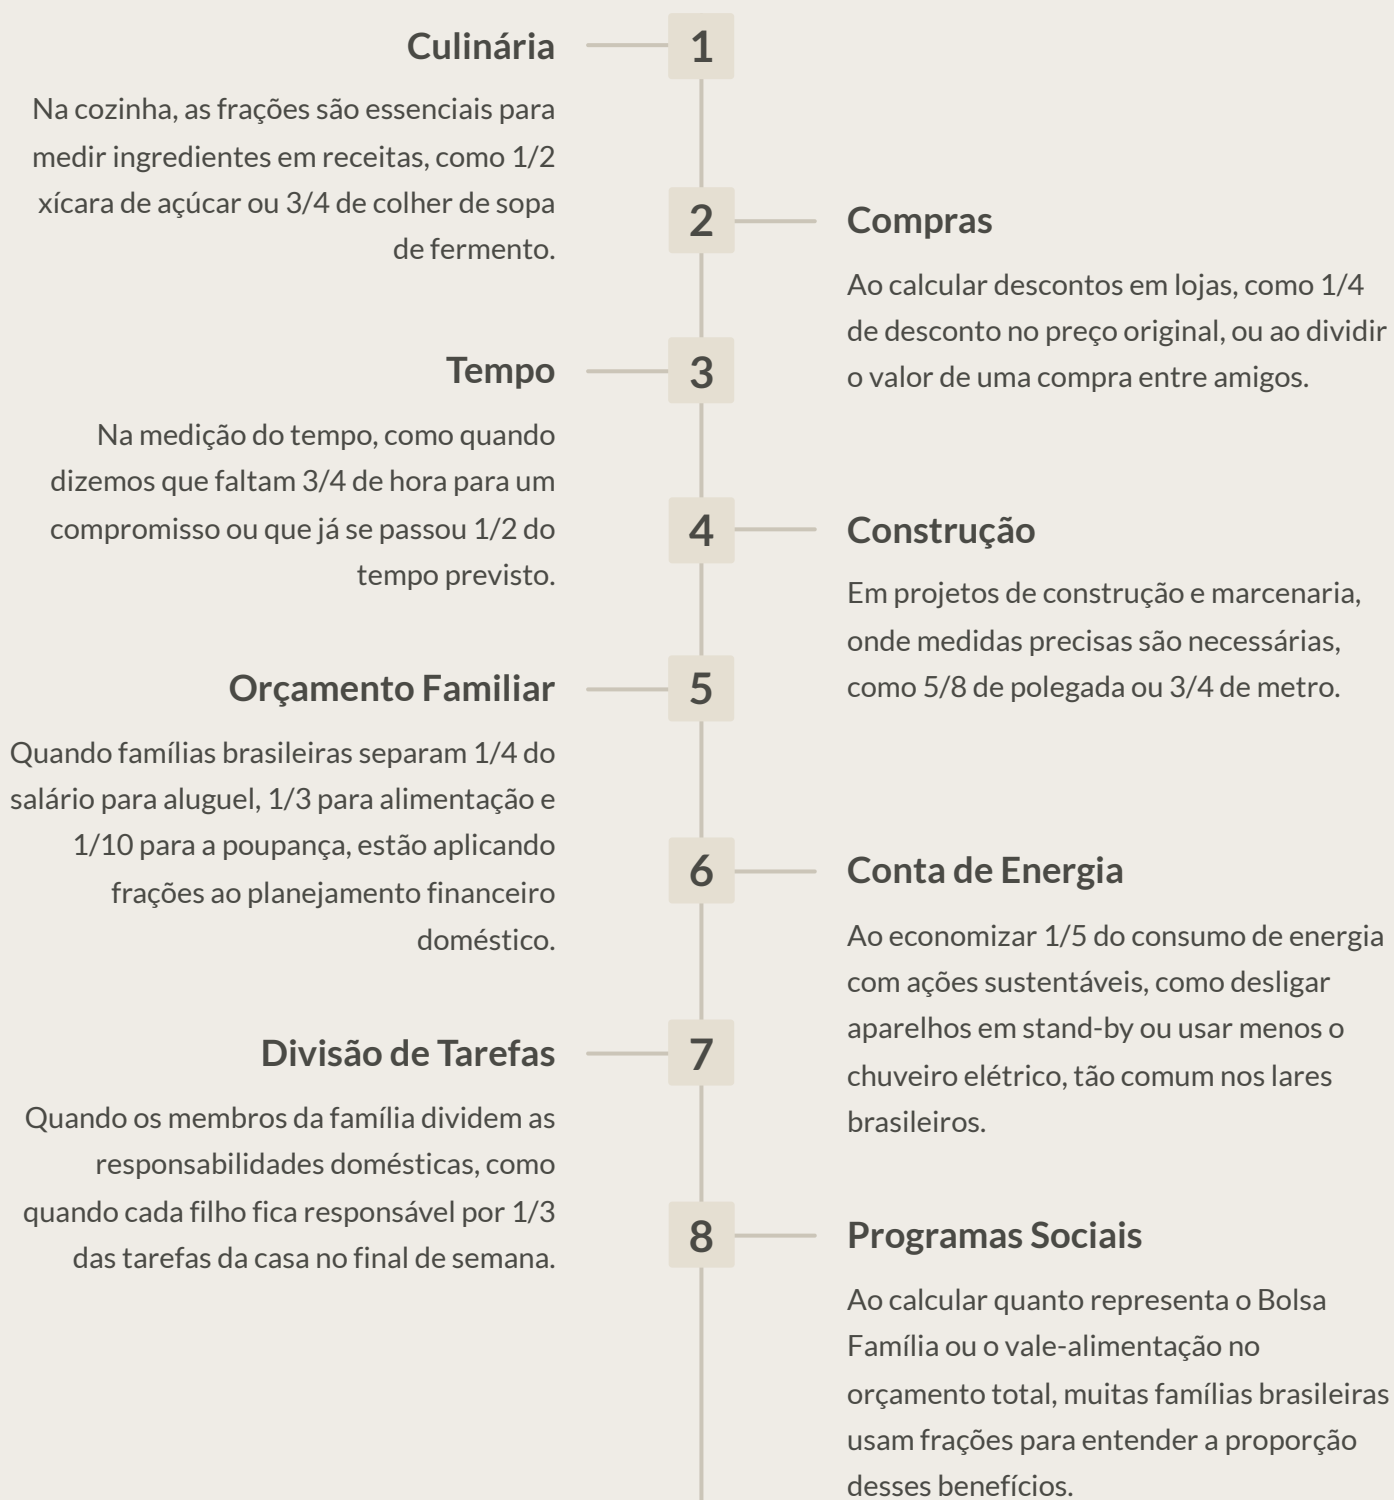 Culinária
1
Na cozinha, as frações são essenciais para
medir ingredientes em receitas, como 1/2
xícara de açúcar ou 3/4 de colher de sopa
de fermento.
2
Compras
Ao calcular descontos em lojas, como 1/4
de desconto no preço original, ou ao dividir
o valor de uma compra entre amigos.
Tempo
3
Na medição do tempo, como quando
dizemos que faltam 3/4 de hora para um
compromisso ou que já se passou 1/2 do
tempo previsto.
4
Construção
Em projetos de construção e marcenaria,
onde medidas precisas são necessárias,
como 5/8 de polegada ou 3/4 de metro.
Orçamento Familiar
5
Quando famílias brasileiras separam 1/4 do
salário para aluguel, 1/3 para alimentação e
1/10 para a poupança, estão aplicando
frações ao planejamento financeiro
doméstico.
6
Conta de Energia
Ao economizar 1/5 do consumo de energia
com ações sustentáveis, como desligar
aparelhos em stand-by ou usar menos o
chuveiro elétrico, tão comum nos lares
brasileiros.
Divisão de Tarefas
7
Quando os membros da família dividem as
responsabilidades domésticas, como
quando cada filho fica responsável por 1/3
das tarefas da casa no final de semana.
8
Programas Sociais
Ao calcular quanto representa o Bolsa
Família ou o vale-alimentação no
orçamento total, muitas famílias brasileiras
usam frações para entender a proporção
desses benefícios.